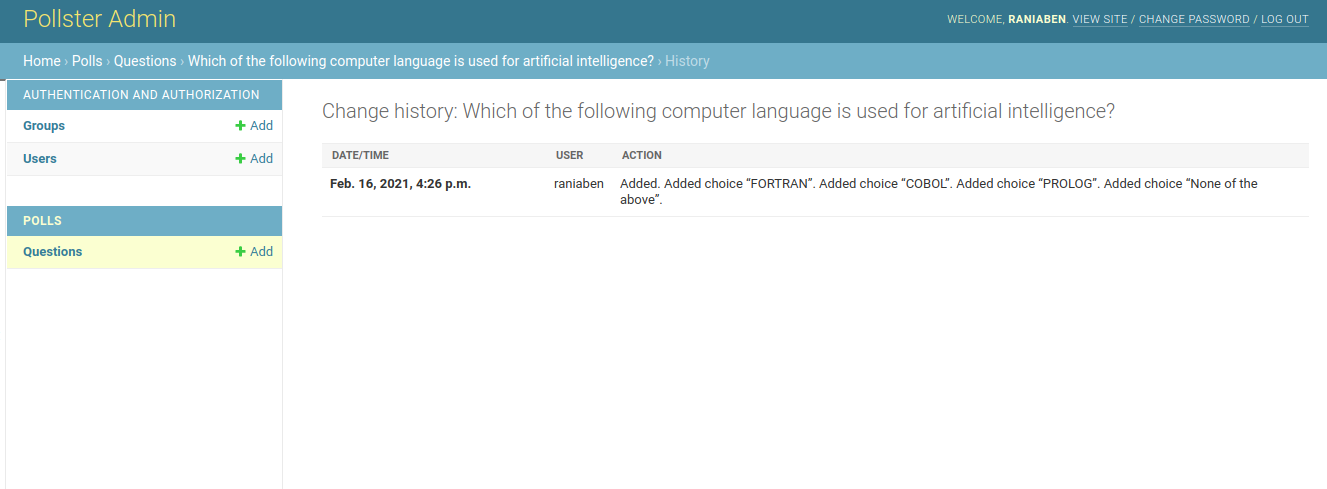 Pollster Admin
WELCOME, RANIABEN. VIEW SITE / CHANGE PASSWORD / LOG OUT
Home › Polls › Questions › Which of the following computer language is used for artificial intelligence? › History
AUTHENTICATION AND AUTHORIZATION
Groups + Add
Users + Add
POLLS
Questions + Add
Change history: Which of the following computer language is used for artificial intelligence?
DATE/TIME USER ACTION
Feb. 16, 2021, 4:26 p.m. raniaben Added. Added choice “FORTRAN”. Added choice “COBOL”. Added choice “PROLOG”. Added choice “None of the
above”.